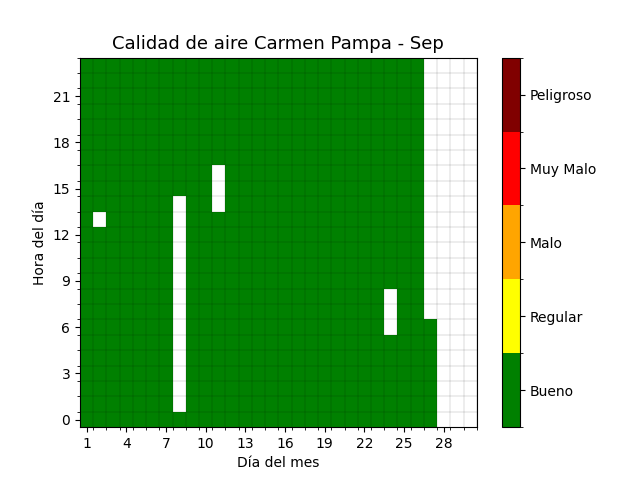 Calidad de aire Carmen Pampa - Sep
Hora del día
21
18
15
12
9
6
3
0
1 4 7 10 13 16 19 22 25 28
Día del mes
Peligroso
Muy Malo
Malo
Regular
Bueno